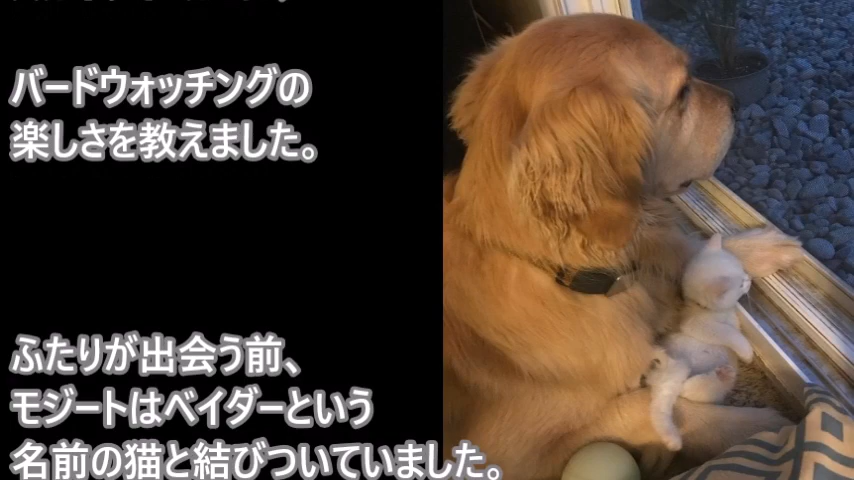 バードウォッチングの
楽しさを教えました。
ふたりが出会う前、
モジートはベイダーという
名前の猫と結びついていました。